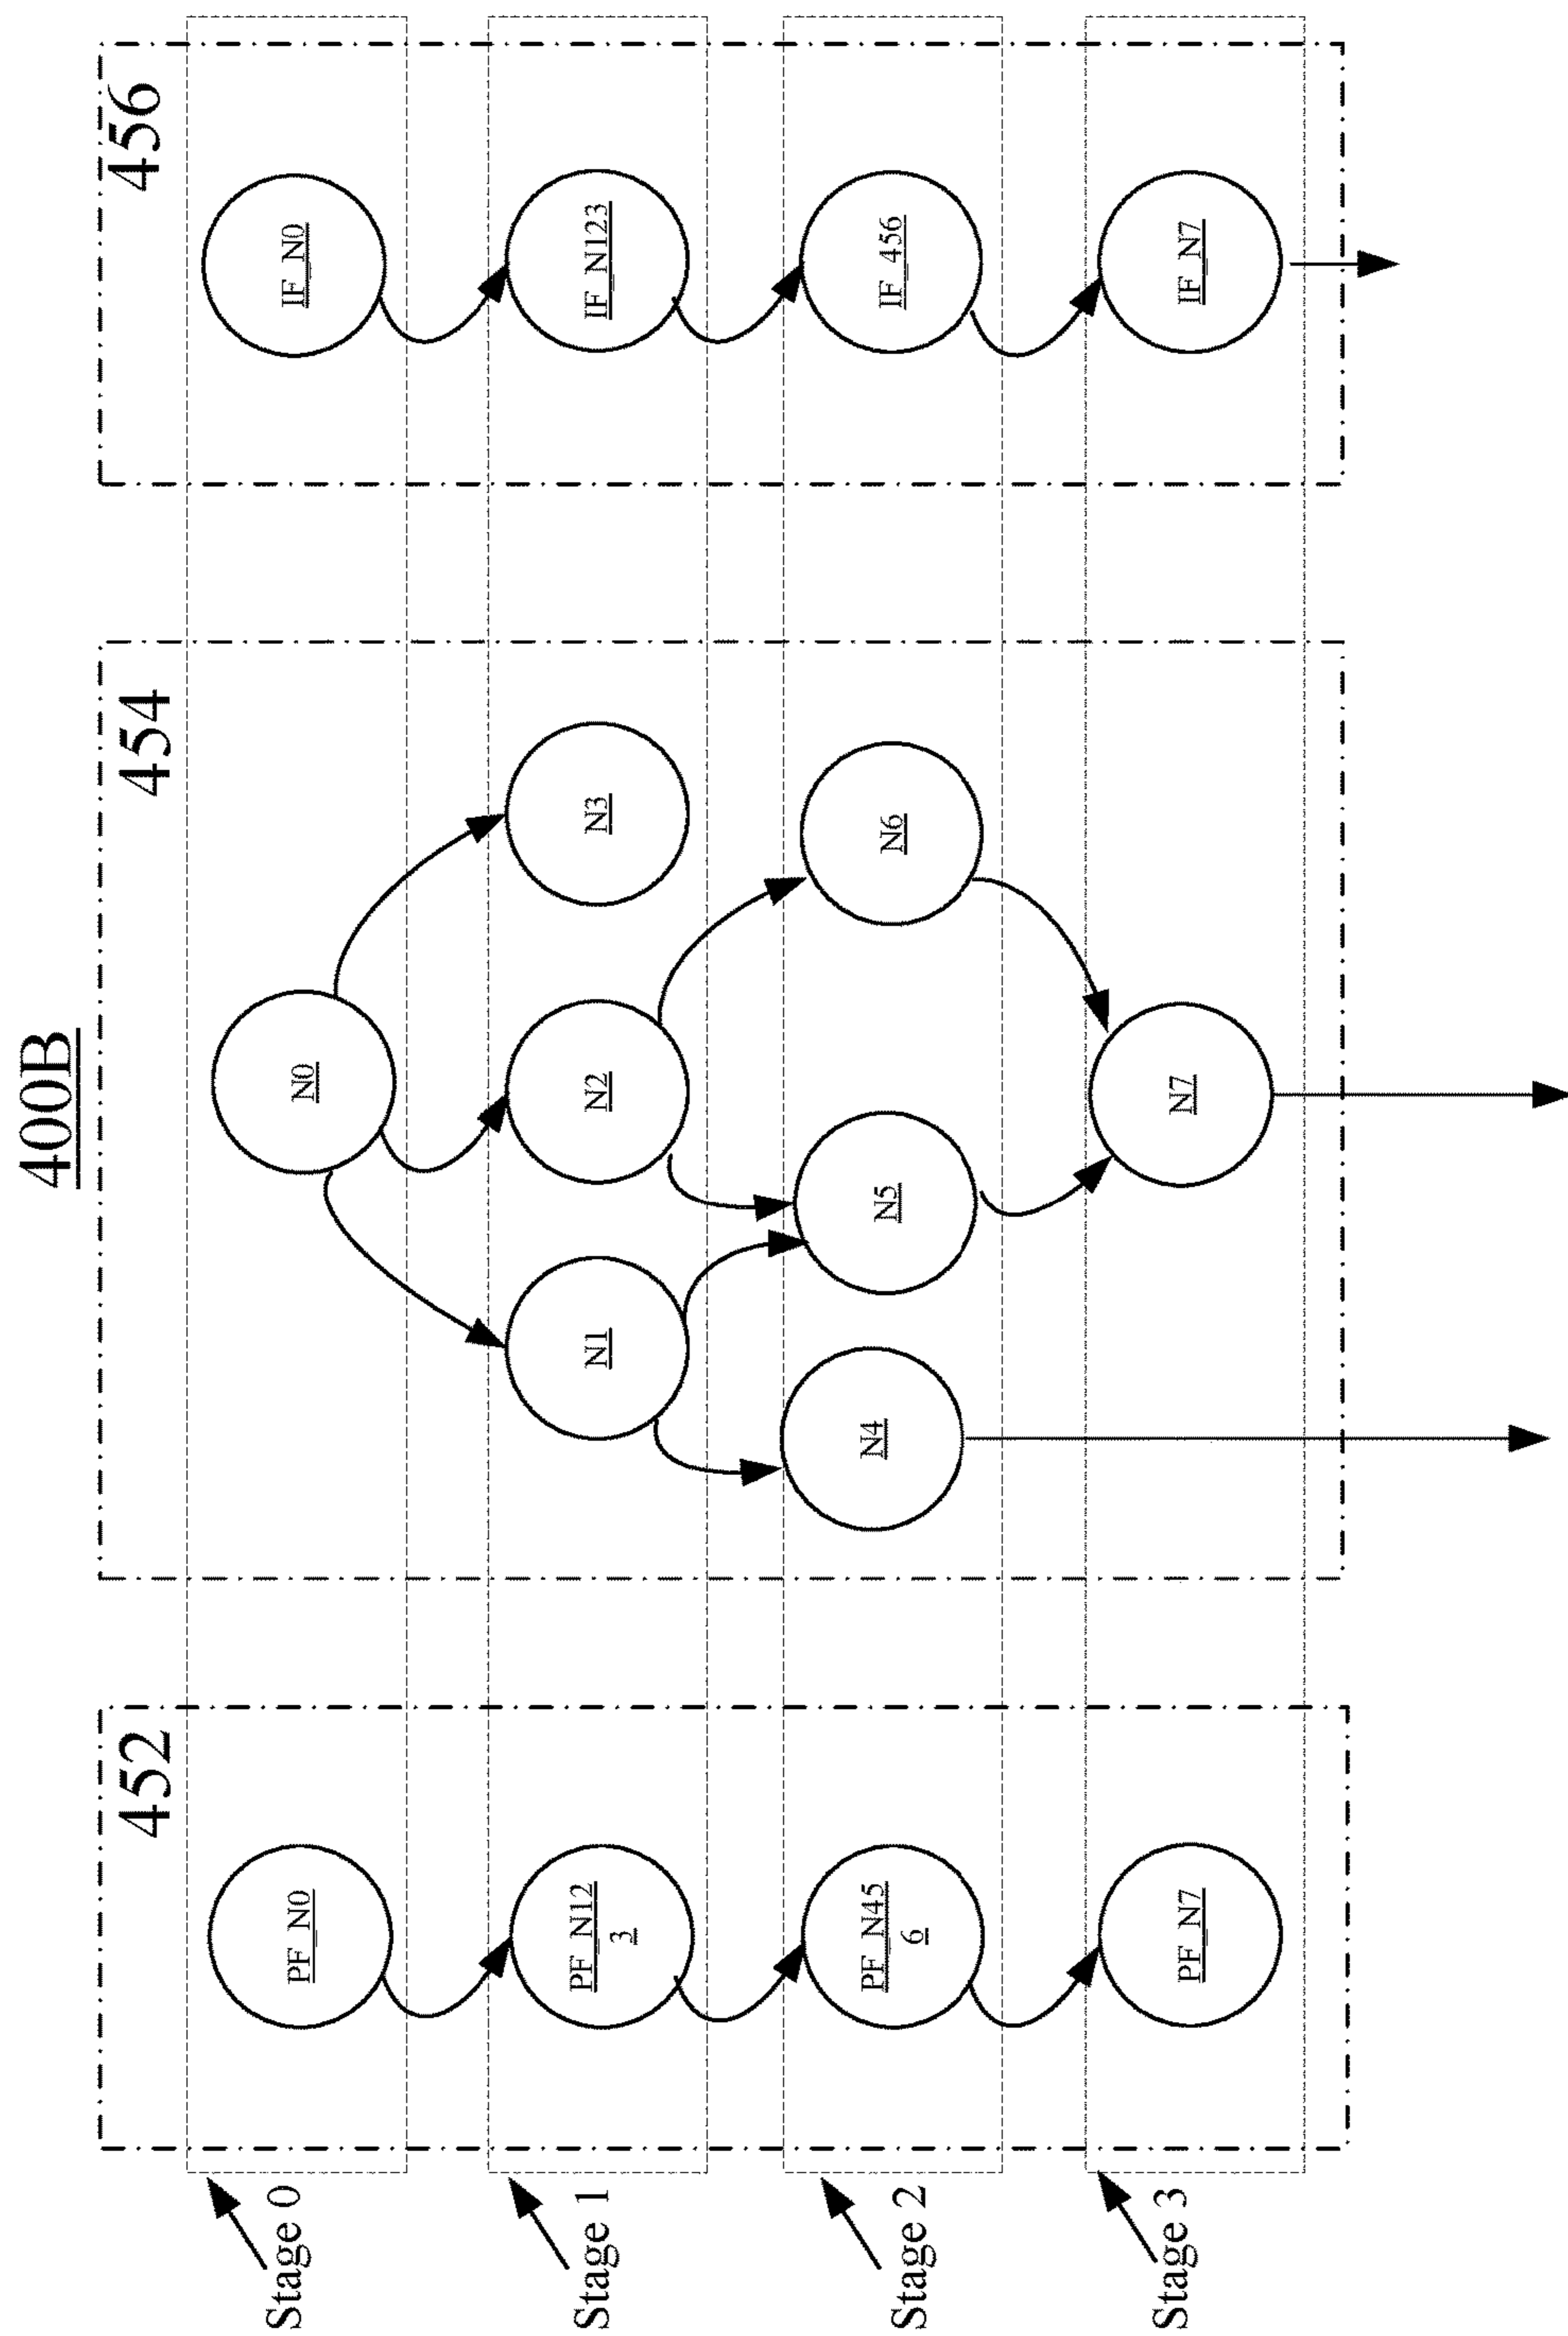 400B
452
454
456
Stage 0
PF_N0
N0
IF_N0
Stage 1
PF_N12
3
N1
N2
N3
IF_N123
Stage 2
PF_N45
6
N4
N5
N6
IF_456
Stage 3
PF_N7
N7
IF_N7